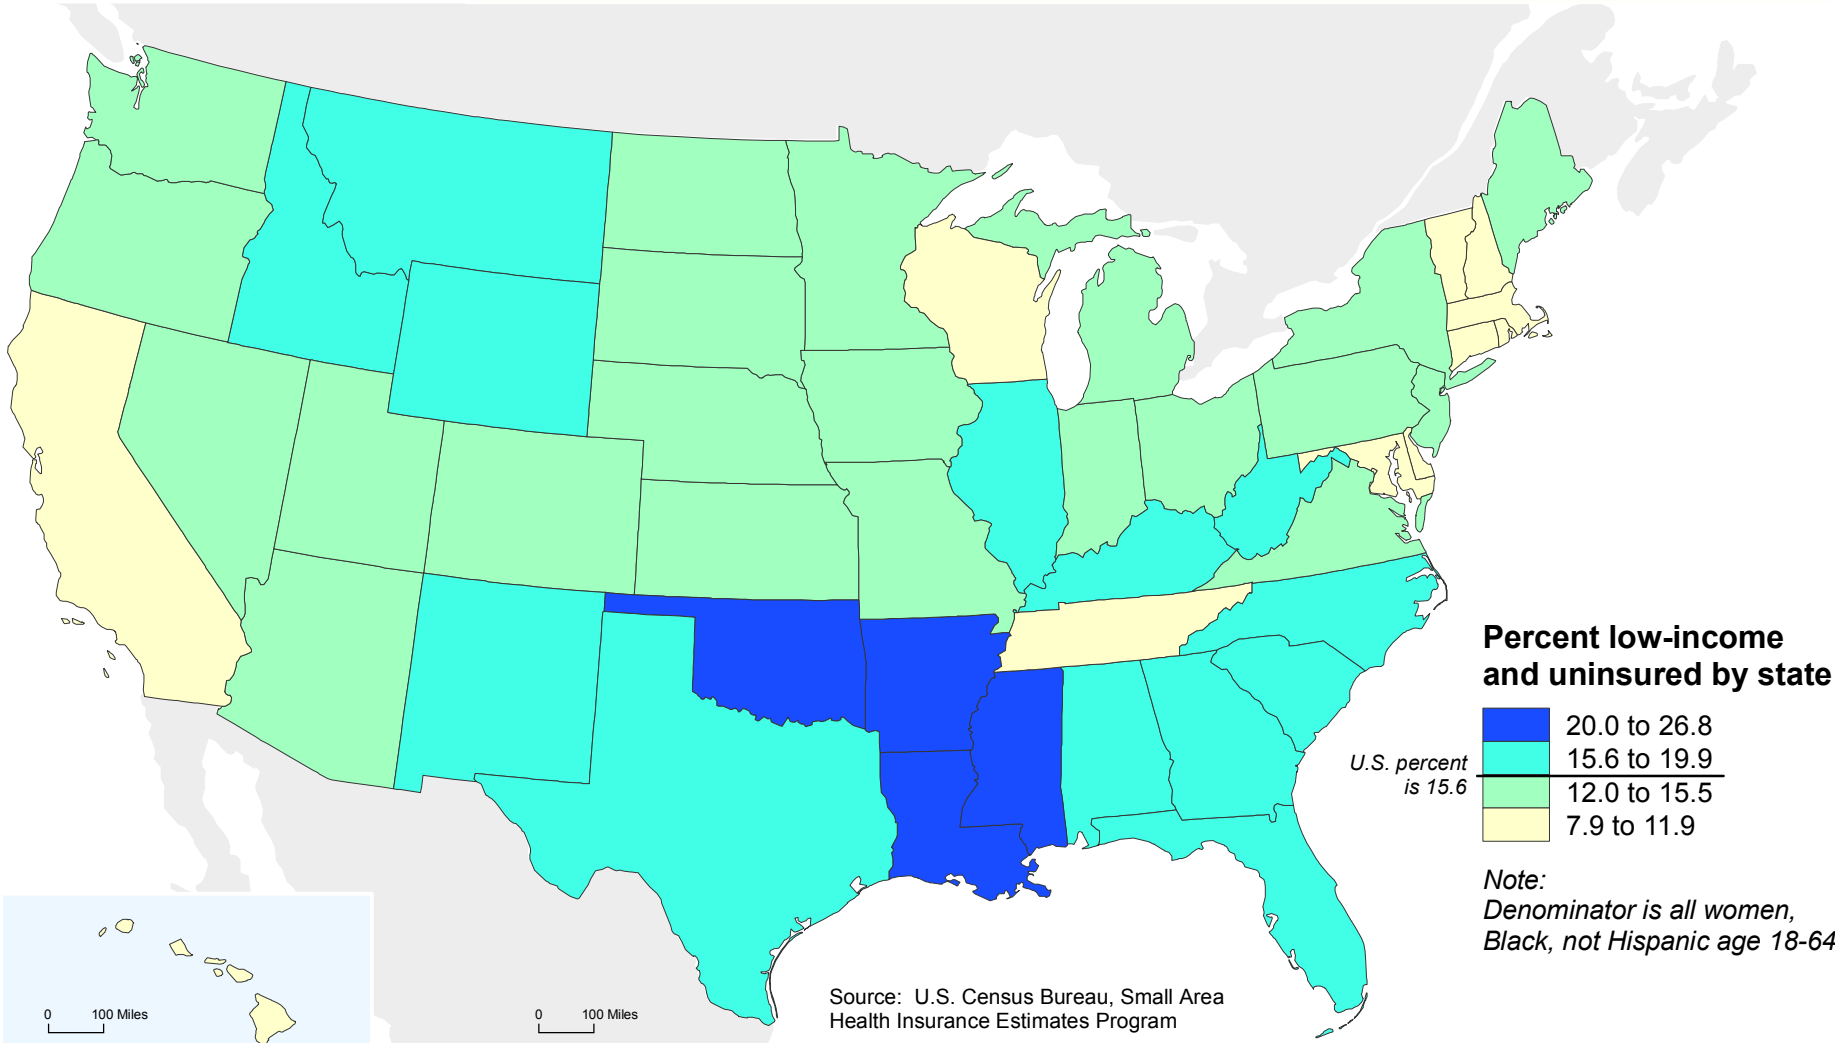 Percent low-income
and uninsured by state
20.0 to 26.8
15.6 to 19.9
U.S. percent
is 15.6
12.0 to 15.5
7.9 to 11.9
Note:
Denominator is all women,
Black, not Hispanic age 18-64
Source: U.S. Census Bureau, Small Area
Health Insurance Estimates Program
0 100 Miles
0 100 Miles